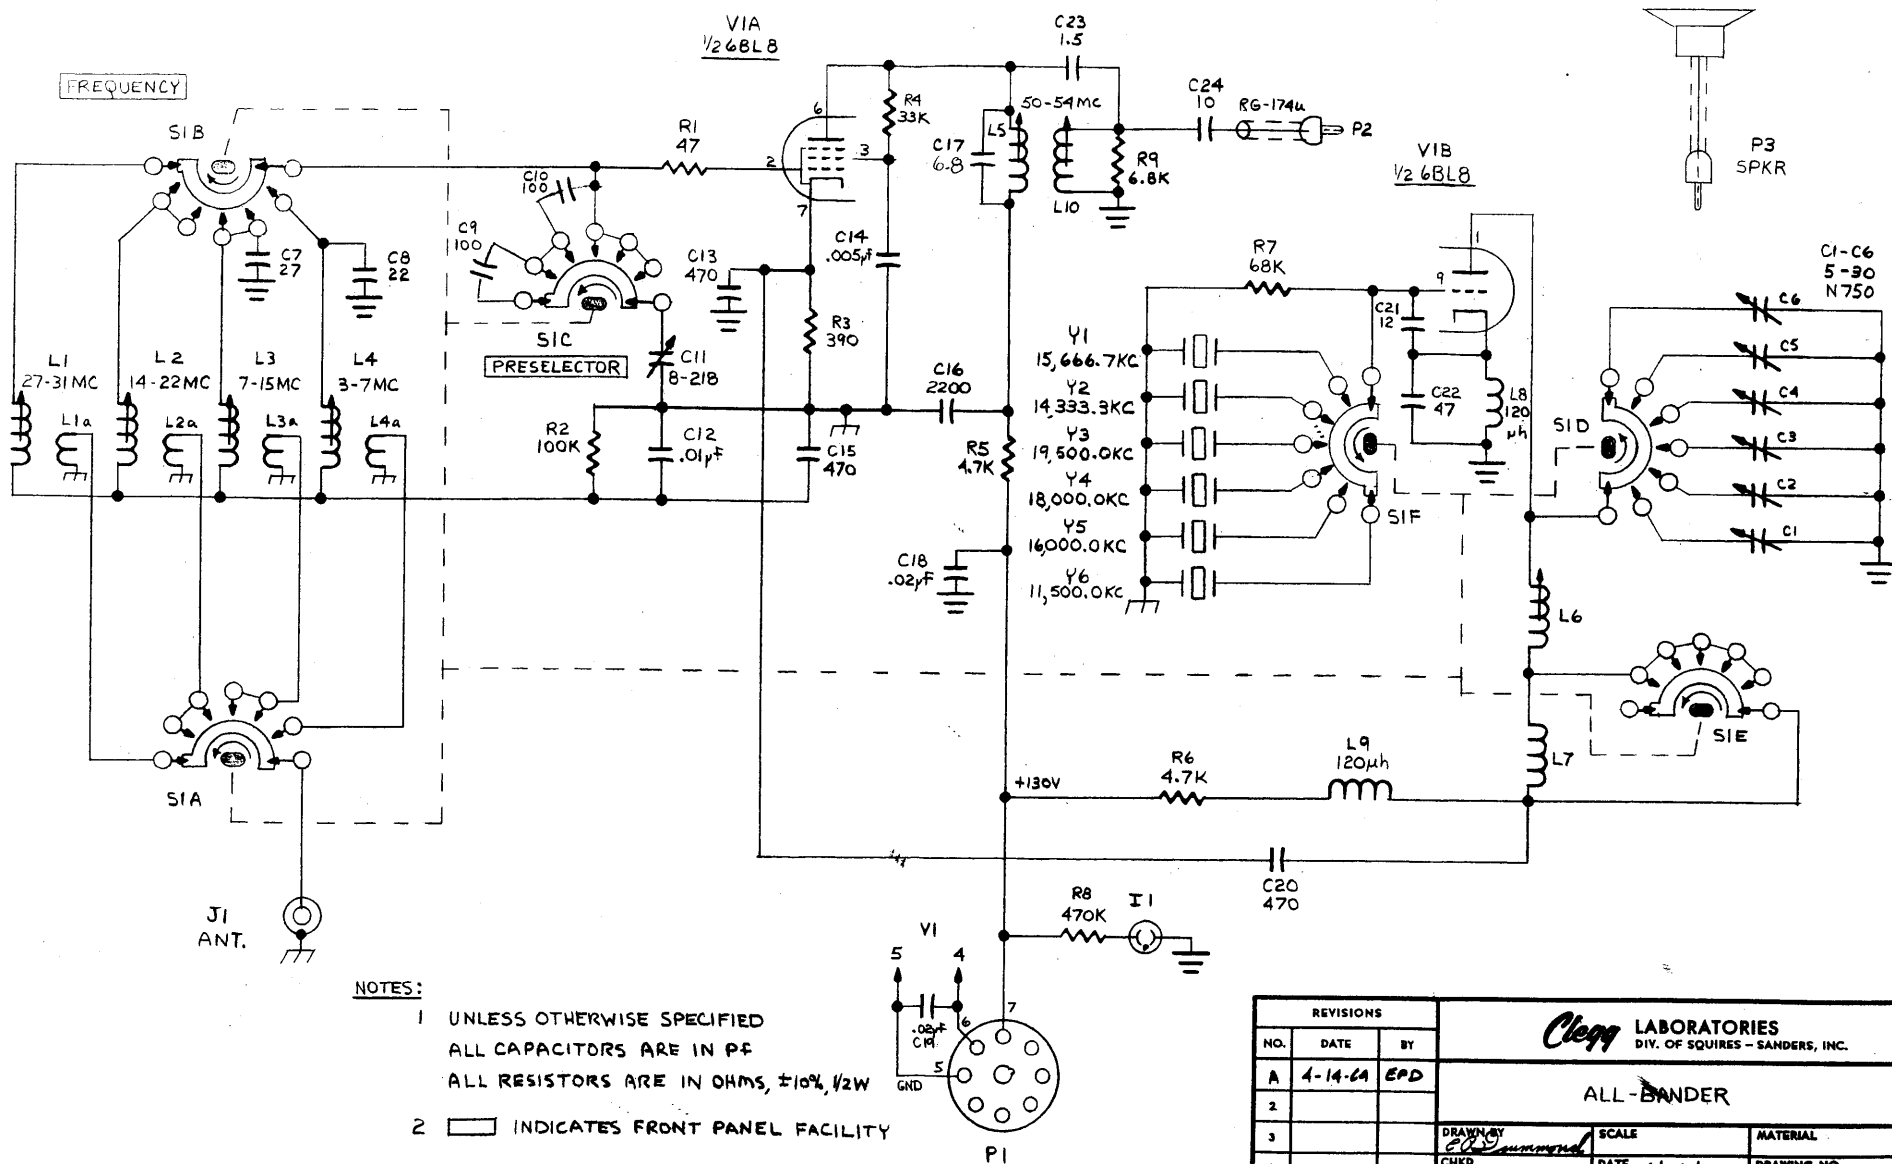 FREQUENCY
S1B
V1A
1/2 6BL8
6
2
3
7
R1
47
R4
33K
C23
1.5
C24
10
RG-174u
P2
50-54MC
L5
C17
6.8
L10
R9
6.8K
P3
SPKR
V1B
1/2 6BL8
1
9
C10
100
C9
100
C7
27
C8
22
C13
470
C14
.005µf
R3
390
S1C
PRESELECTOR
C11
8-218
R7
68K
C21
12
C22
47
L8
120
µh
C1-C6
5-30
N750
C6
C5
C4
C3
C2
C1
L1
27-31MC
L2
14-22MC
L3
7-15MC
L4
3-7MC
L1a
L2a
L3a
L4a
R2
100K
C12
.01µF
C15
470
C16
2200
R5
4.7K
C18
.02µF
Y1
15,666.7KC
Y2
14,333.3KC
Y3
19,500.0KC
Y4
18,000.0KC
Y5
16,000.0KC
Y6
11,500.0KC
S1F
S1D
L6
S1E
L7
L9
120µh
R6
4.7K
+130V
S1A
C20
470
R8
470K
I1
J1
ANT.
V1
5
4
.02µF
C19
6
7
5
GND
P1
NOTES:
1 UNLESS OTHERWISE SPECIFIED
ALL CAPACITORS ARE IN Pf
ALL RESISTORS ARE IN OHMS, ±10%, 1/2W
2 INDICATES FRONT PANEL FACILITY
REVISIONS
NO. DATE BY
A 4-14-64 EPD
2
3
Clegg LABORATORIES
DIV. OF SQUIRES – SANDERS, INC.
ALL-BANDER
DRAWN BY
SCALE
MATERIAL
CHKD
DATE
DRAWING NO.